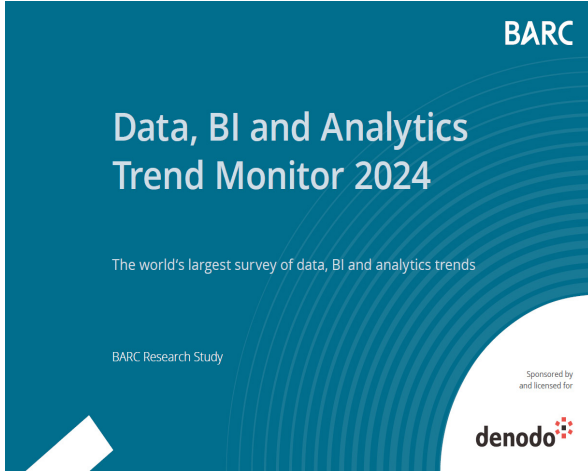 BARC
Data, BI and Analytics
Trend Monitor 2024
The world's largest survey of data, BI and analytics trends
BARC Research Study
Sponsored by
and licensed for
denodo